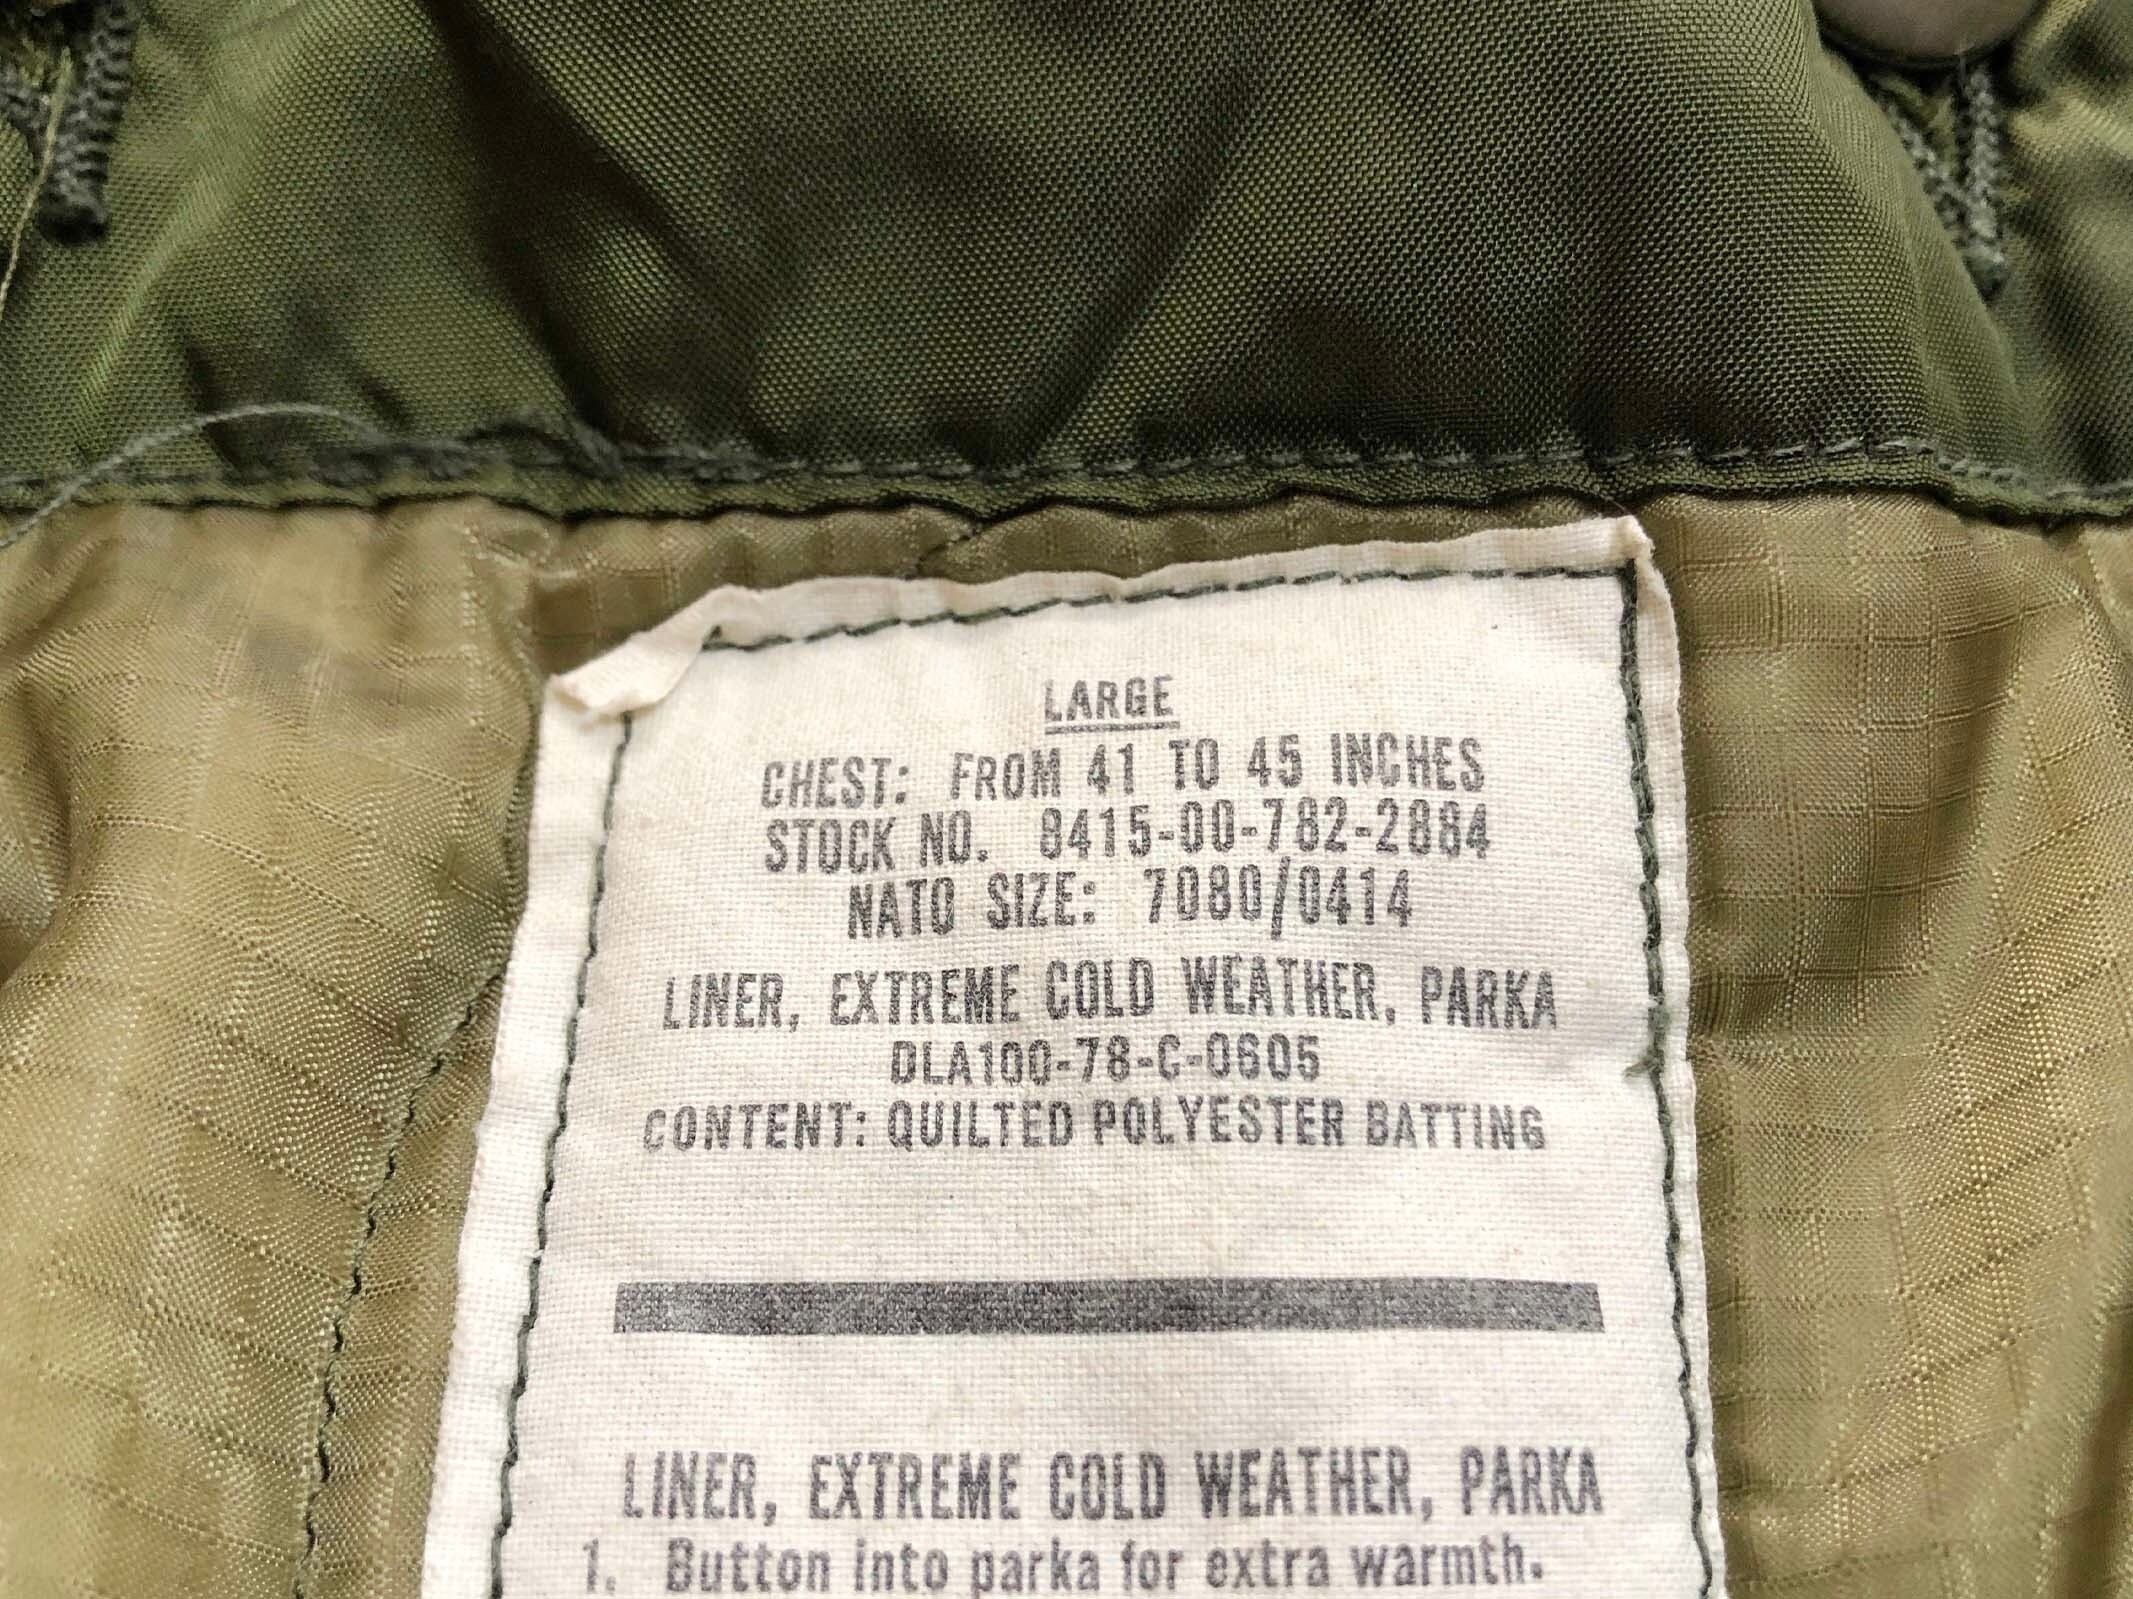 LARGE
CHEST: FROM 41 TO 45 INCHES
STOCK NO. 8415-00-782-2884
NATO SIZE: 7080/0414
LINER, EXTREME COLD WEATHER, PARKA
DLA100-78-C-0605
CONTENT: QUILTED POLYESTER BATTING
LINER, EXTREME COLD WEATHER, PARKA
1. Button into parka for extra warmth.